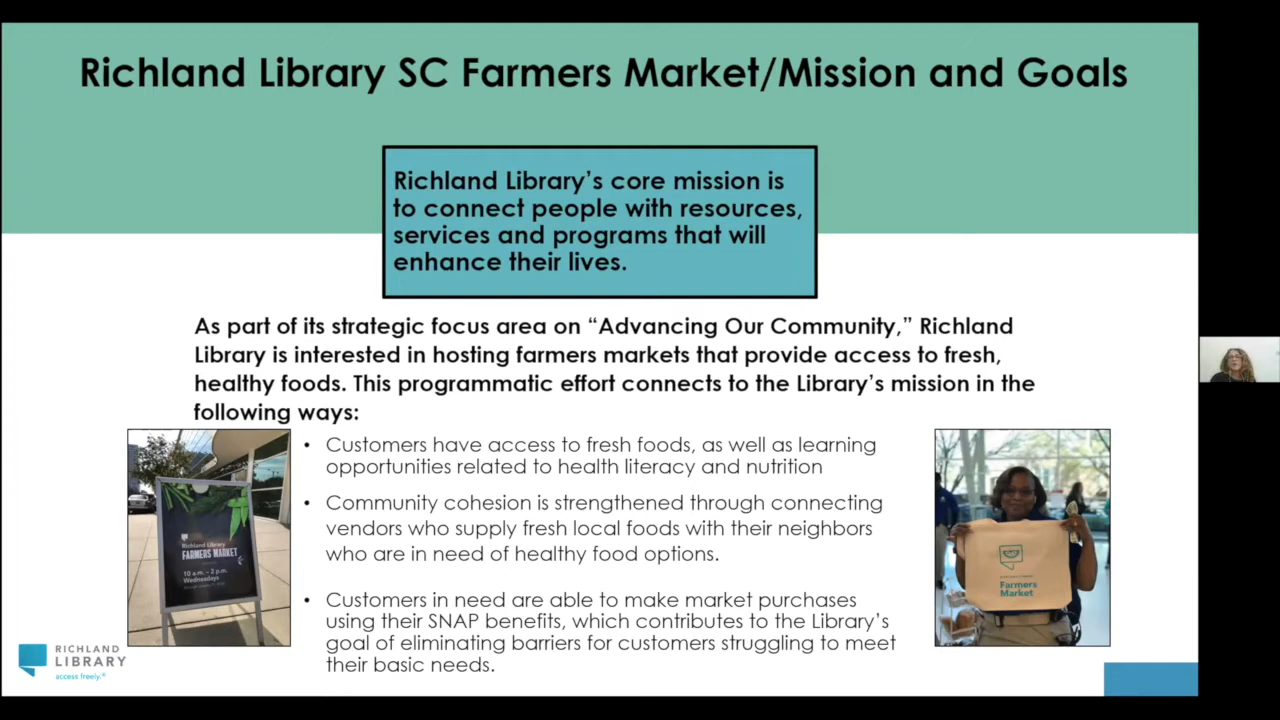 Richland Library SC Farmers Market/Mission and Goals
Richland Library’s core mission is
to connect people with resources,
services and programs that will
enhance their lives.
As part of its strategic focus area on “Advancing Our Community,” Richland
Library is interested in hosting farmers markets that provide access to fresh,
healthy foods. This programmatic effort connects to the Library’s mission in the
following ways:
• Customers have access to fresh foods, as well as learning
opportunities related to health literacy and nutrition
• Community cohesion is strengthened through connecting
vendors who supply fresh local foods with their neighbors
who are in need of healthy food options.
• Customers in need are able to make market purchases
using their SNAP benefits, which contributes to the Library’s
goal of eliminating barriers for customers struggling to meet
their basic needs.
Richland Library
FARMERS MARKET
10 a.m. – 2 p.m.
Wednesdays
Farmers
Market
RICHLAND
LIBRARY
access freely.®